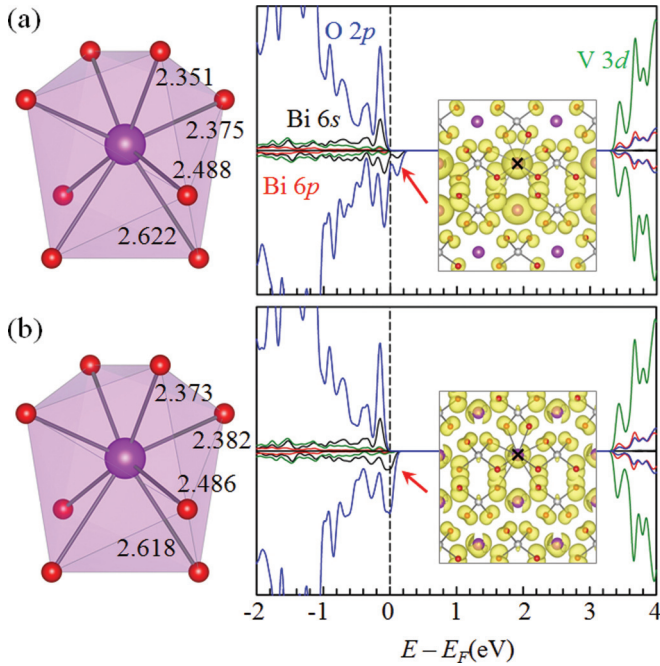 (a)
2.351
2.375
2.488
2.622
O 2p
V 3d
Bi 6s
Bi 6p
(b)
2.373
2.382
2.486
2.618
-2 -1 0 1 2 3 4
E – E_F(eV)